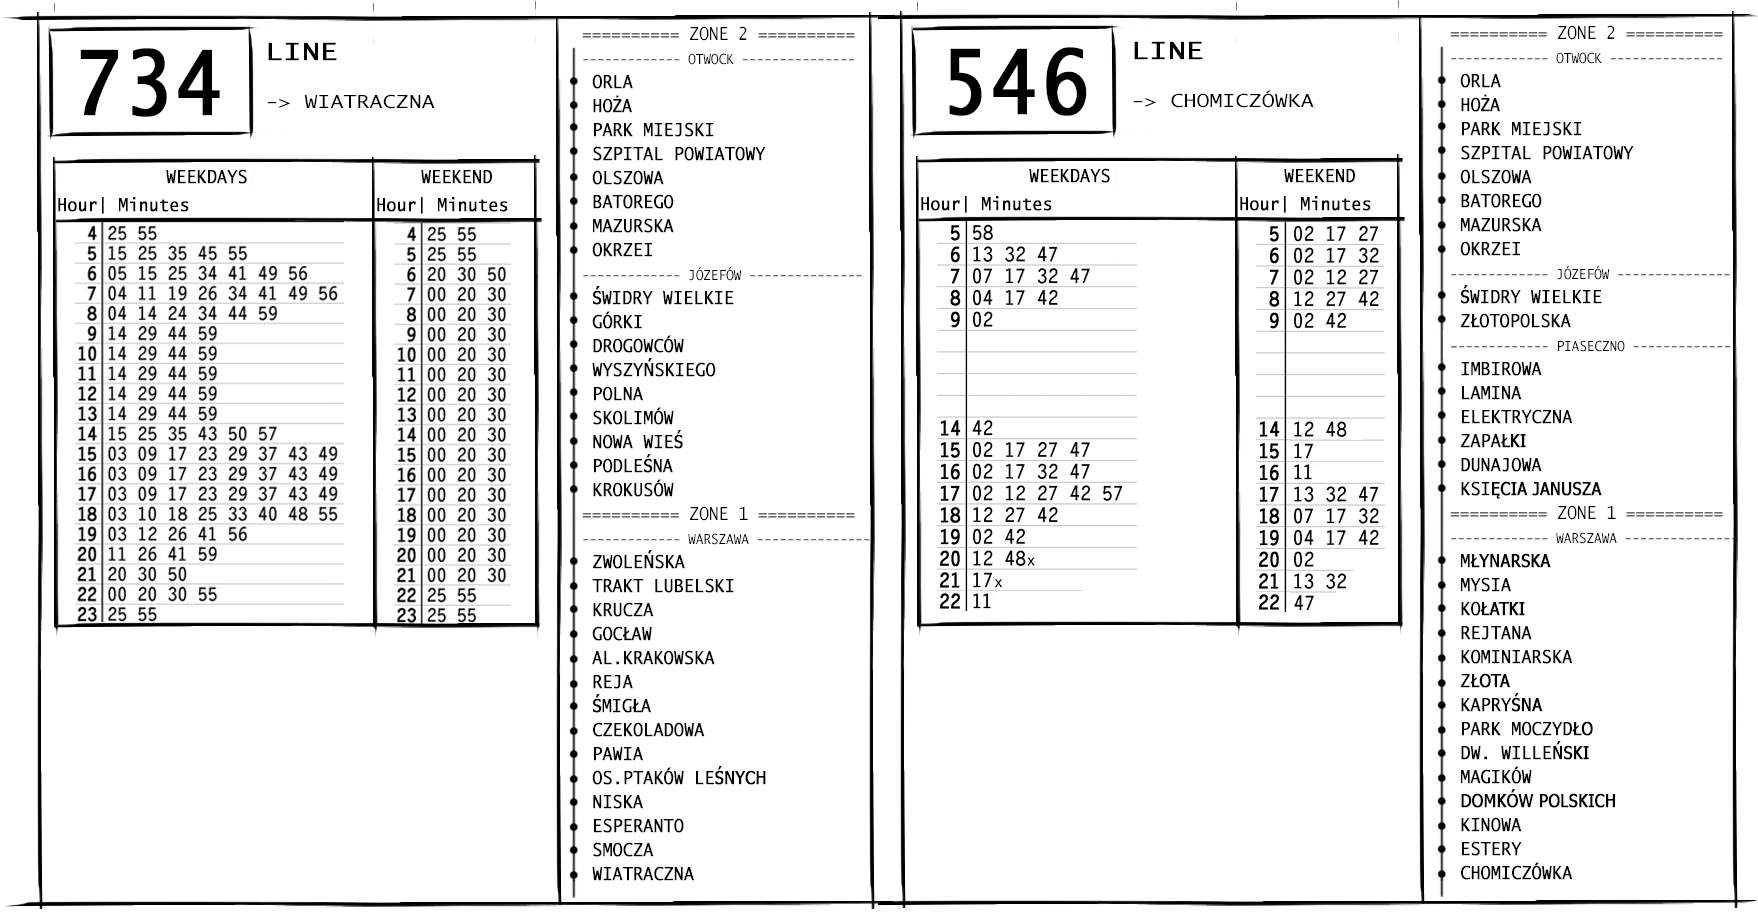 734
LINE
-> WIATRACZNA
WEEKDAYS WEEKEND
Hour| Minutes Hour| Minutes
4 25 55 4 25 55
5 15 25 35 45 55 5 25 55
6 05 15 25 34 41 49 56 6 20 30 50
7 04 11 19 26 34 41 49 56 7 00 20 30
8 04 14 24 34 44 59 8 00 20 30
9 14 29 44 59 9 00 20 30
10 14 29 44 59 10 00 20 30
11 14 29 44 59 11 00 20 30
12 14 29 44 59 12 00 20 30
13 14 29 44 59 13 00 20 30
14 15 25 35 43 50 57 14 00 20 30
15 03 09 17 23 29 37 43 49 15 00 20 30
16 03 09 17 23 29 37 43 49 16 00 20 30
17 03 09 17 23 29 37 43 49 17 00 20 30
18 03 10 18 25 33 40 48 55 18 00 20 30
19 03 12 26 41 56 19 00 20 30
20 11 26 41 59 20 00 20 30
21 20 30 50 21 00 20 30
22 00 20 30 55 22 25 55
23 25 55 23 25 55
========== ZONE 2 ==========
OTWOCK
ORLA
HOŻA
PARK MIEJSKI
SZPITAL POWIATOWY
OLSZOWA
BATOREGO
MAZURSKA
OKRZEI
JÓZEFÓW
ŚWIDRY WIELKIE
GÓRKI
DROGOWCÓW
WYSZYŃSKIEGO
POLNA
SKOLIMÓW
NOWA WIEŚ
PODLEŚNA
KROKUSÓW
========== ZONE 1 ==========
WARSZAWA
ZWOLEŃSKA
TRAKT LUBELSKI
KRUCZA
GOCŁAW
AL.KRAKOWSKA
REJA
ŚMIGŁA
CZEKOLADOWA
PAWIA
OS.PTAKÓW LEŚNYCH
NISKA
ESPERANTO
SMOCZA
WIATRACZNA
546
LINE
-> CHOMICZÓWKA
WEEKDAYS WEEKEND
Hour| Minutes Hour| Minutes
5 58 5 02 17 27
6 13 32 47 6 02 17 32
7 07 17 32 47 7 02 12 27
8 04 17 42 8 12 27 42
9 02 9 02 42
14 42 14 12 48
15 02 17 27 47 15 17
16 02 17 32 47 16 11
17 02 12 27 42 57 17 13 32 47
18 12 27 42 18 07 17 32
19 02 42 19 04 17 42
20 12 48x 20 02
21 17x 21 13 32
22 11 22 47
========== ZONE 2 ==========
OTWOCK
ORLA
HOŻA
PARK MIEJSKI
SZPITAL POWIATOWY
OLSZOWA
BATOREGO
MAZURSKA
OKRZEI
JÓZEFÓW
ŚWIDRY WIELKIE
ZŁOTOPOLSKA
PIASECZNO
IMBIROWA
LAMINA
ELEKTRYCZNA
ZAPAŁKI
DUNAJOWA
KSIĘCIA JANUSZA
========== ZONE 1 ==========
WARSZAWA
MŁYNARSKA
MYSIA
KOŁATKI
REJTANA
KOMINIARSKA
ZŁOTA
KAPRYŚNA
PARK MOCZYDŁO
DW. WILLEŃSKI
MAGIKÓW
DOMKÓW POLSKICH
KINOWA
ESTERY
CHOMICZÓWKA